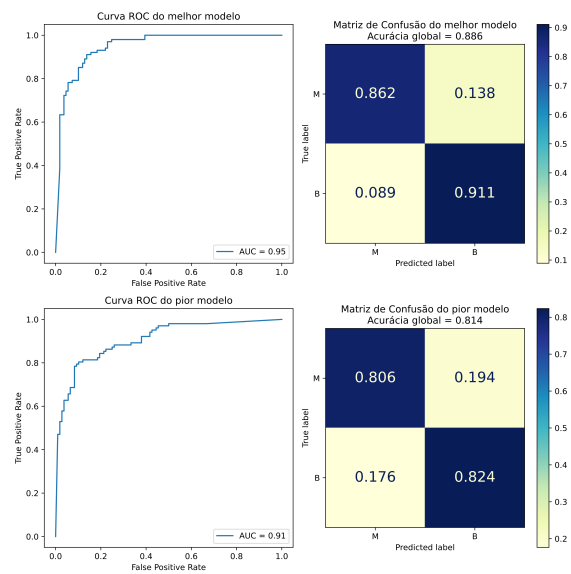 Curva ROC do melhor modelo
1.0
0.8
0.6
0.4
0.2
0.0
True Positive Rate
0.0 0.2 0.4 0.6 0.8 1.0
False Positive Rate
AUC = 0.95
Matriz de Confusão do melhor modelo
Acurácia global = 0.886
M
B
True label
0.862 0.138
0.089 0.911
M B
Predicted label
0.9
0.8
0.7
0.6
0.5
0.4
0.3
0.2
0.1
Curva ROC do pior modelo
1.0
0.8
0.6
0.4
0.2
0.0
True Positive Rate
0.0 0.2 0.4 0.6 0.8 1.0
False Positive Rate
AUC = 0.91
Matriz de Confusão do pior modelo
Acurácia global = 0.814
M
B
True label
0.806 0.194
0.176 0.824
M B
Predicted label
0.8
0.7
0.6
0.5
0.4
0.3
0.2